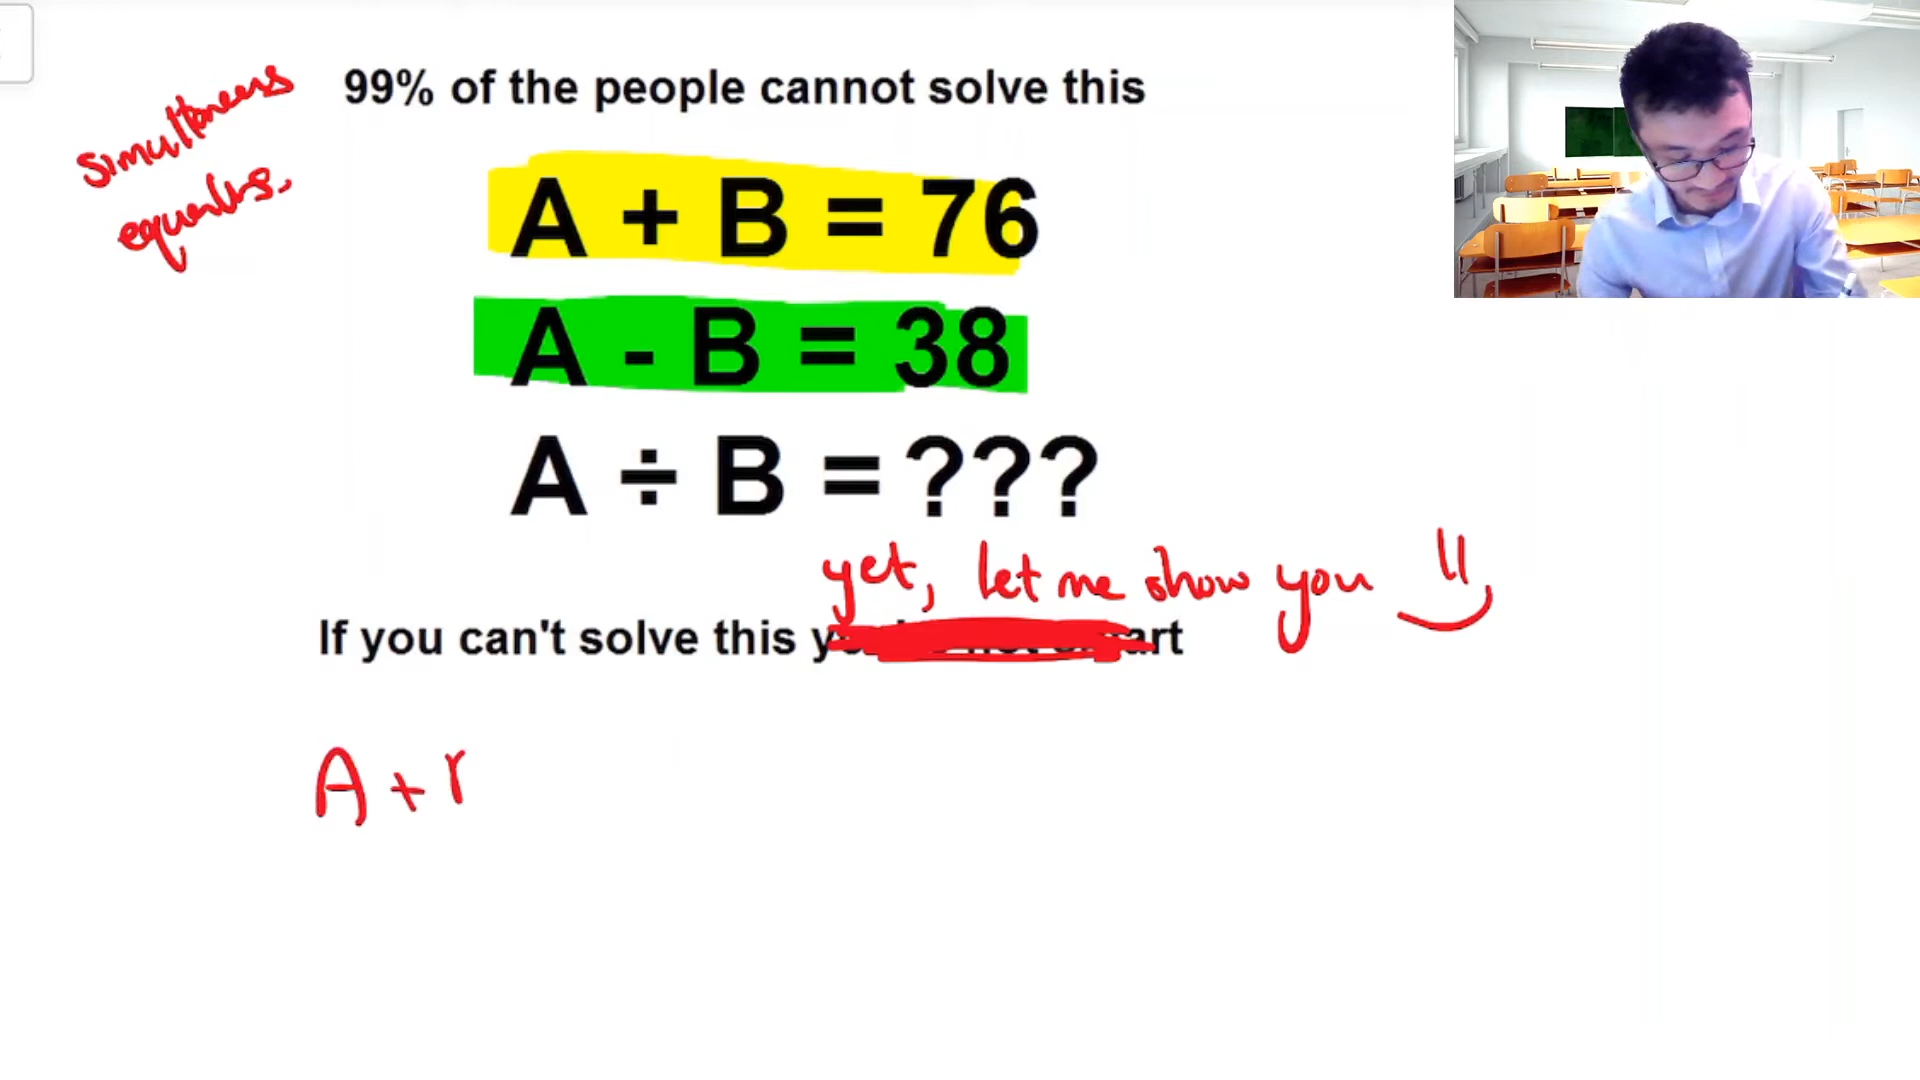 99% of the people cannot solve this
simultaneous
equations.
A + B = 76
A - B = 38
A ÷ B = ???
yet, let me show you
If you can't solve this
A +